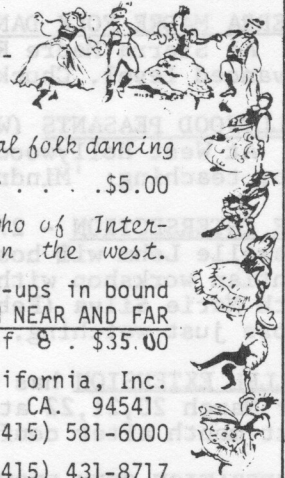 al folk dancing
. . . .$5.00
ho of Inter-
n the west.
-ups in bound
NEAR AND FAR
f 8 . $35.00
ifornia, Inc.
CA 94541
415) 581-6000
415) 431-8717